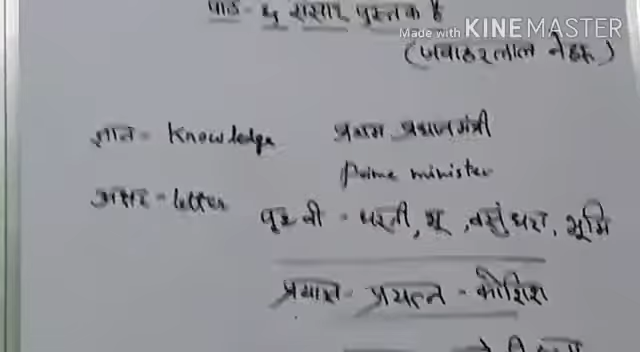 पाठ - ४ संसार पुस्तक है
Made with KINEMASTER
(जवाहरलाल नेहरू)
ज्ञान = Knowledge प्रथम प्रधानमंत्री
Prime minister
अक्षर = letter
पृथ्वी = धरती, भू, वसुंधरा, भूमि
प्रयास = प्रयत्न = कोशिश